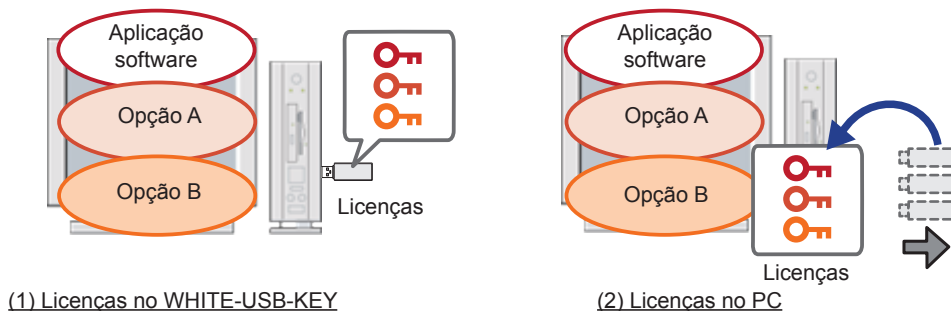 Aplicação
software
Opção A
Opção B
Licenças
(1) Licenças no WHITE-USB-KEY
Aplicação
software
Opção A
Opção B
Licenças
(2) Licenças no PC